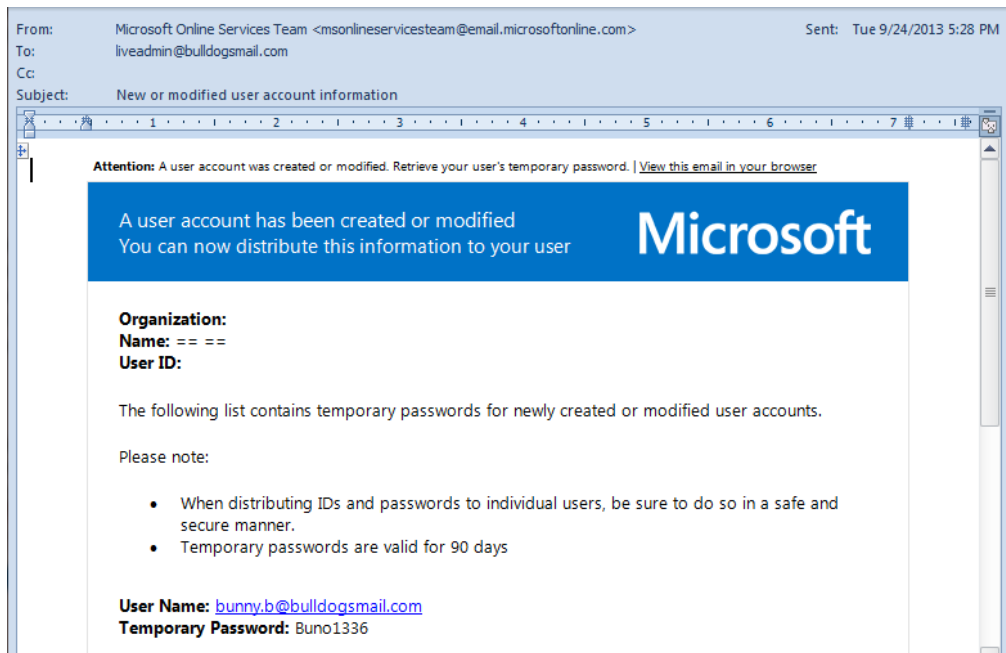 From: Microsoft Online Services Team <msonlineservicesteam@email.microsoftonline.com> Sent: Tue 9/24/2013 5:28 PM
To: liveadmin@bulldogsmail.com
Cc:
Subject: New or modified user account information
1 2 3 4 5 6 7
Attention: A user account was created or modified. Retrieve your user's temporary password. | View this email in your browser
A user account has been created or modified
You can now distribute this information to your user
Microsoft
Organization:
Name: == ==
User ID:
The following list contains temporary passwords for newly created or modified user accounts.
Please note:
• When distributing IDs and passwords to individual users, be sure to do so in a safe and
secure manner.
• Temporary passwords are valid for 90 days
User Name: bunny.b@bulldogsmail.com
Temporary Password: Buno1336